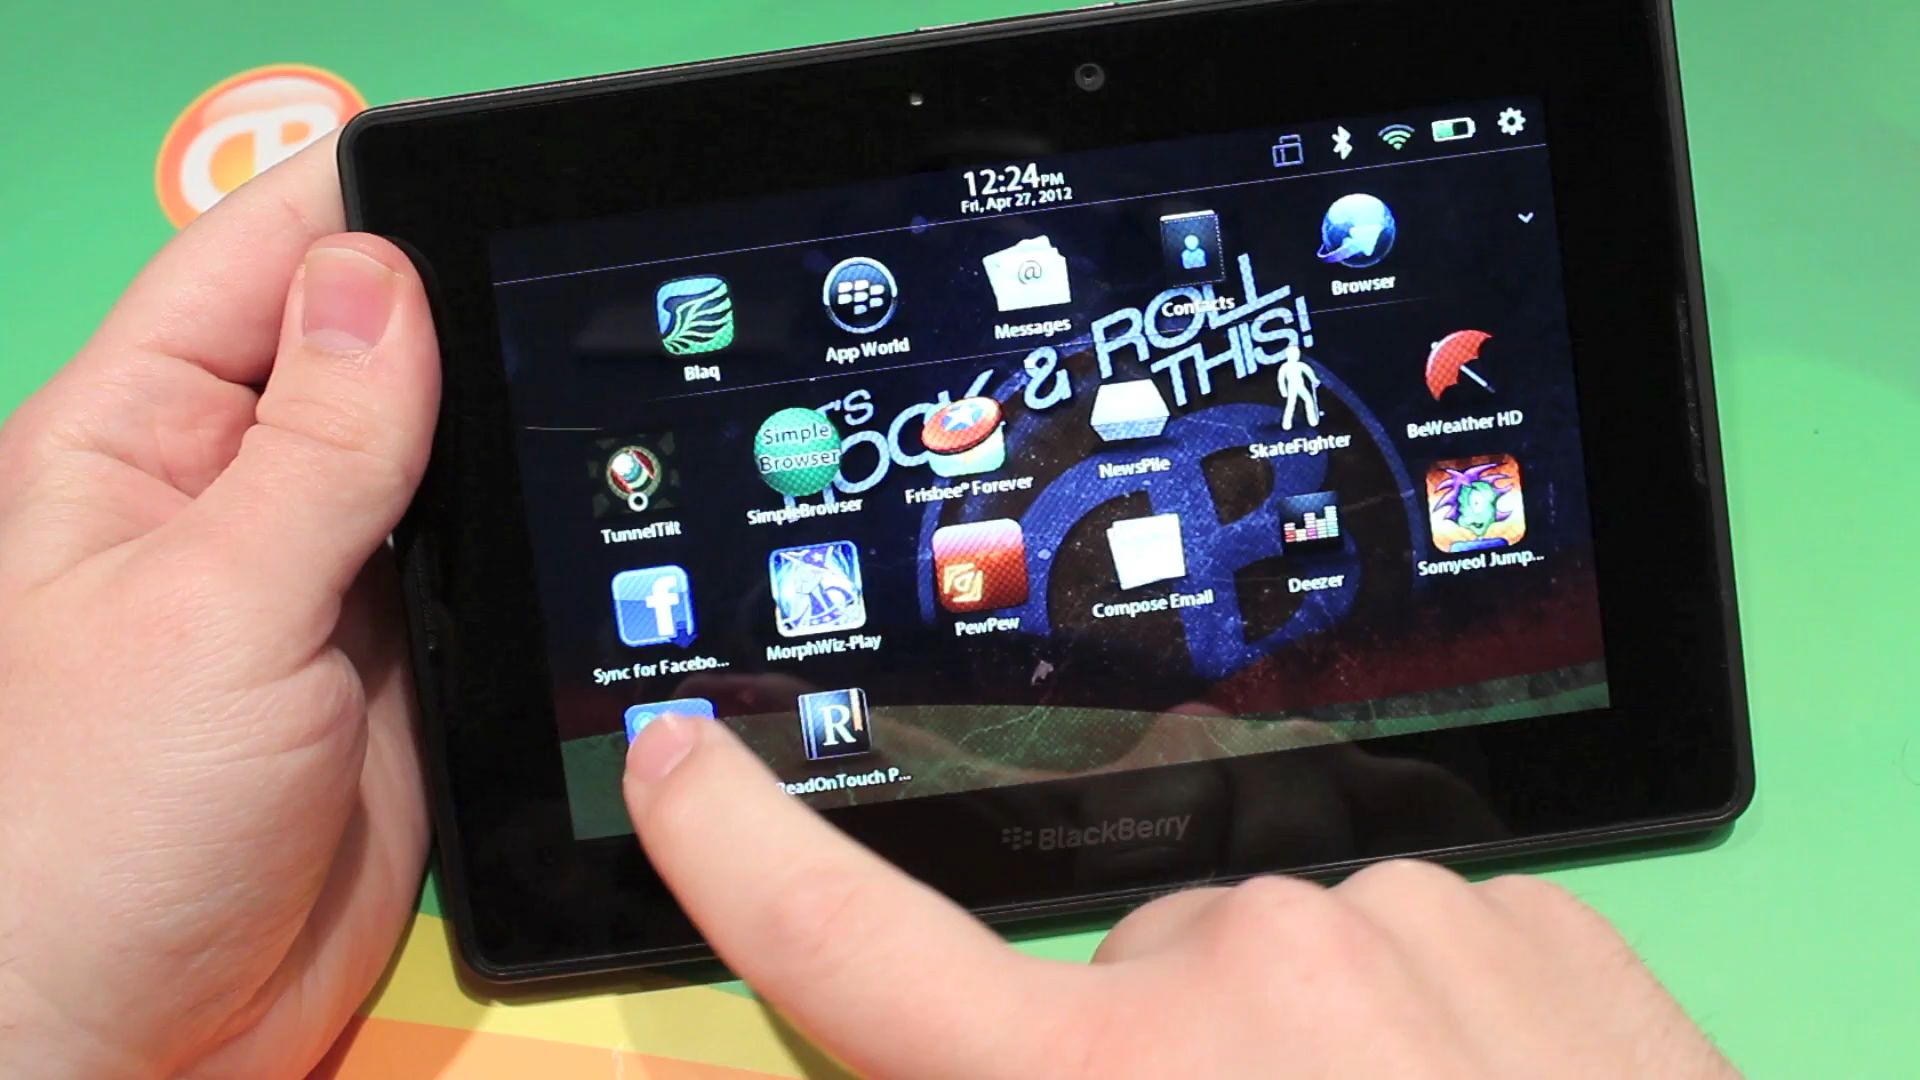 12:24PM
Fri, Apr 27, 2012
Blaq
App World
Messages
Contacts
Browser
& ROLL
THIS!
TunnelTilt
Simple
Browser
SimpleBrowser
Frisbee® Forever
NewsPile
SkateFighter
BeWeather HD
f
Sync for Facebo...
MorphWiz-Play
PewPew
Compose Email
Deezer
Somyeol Jump...
R
ReadOnTouch P...
BlackBerry